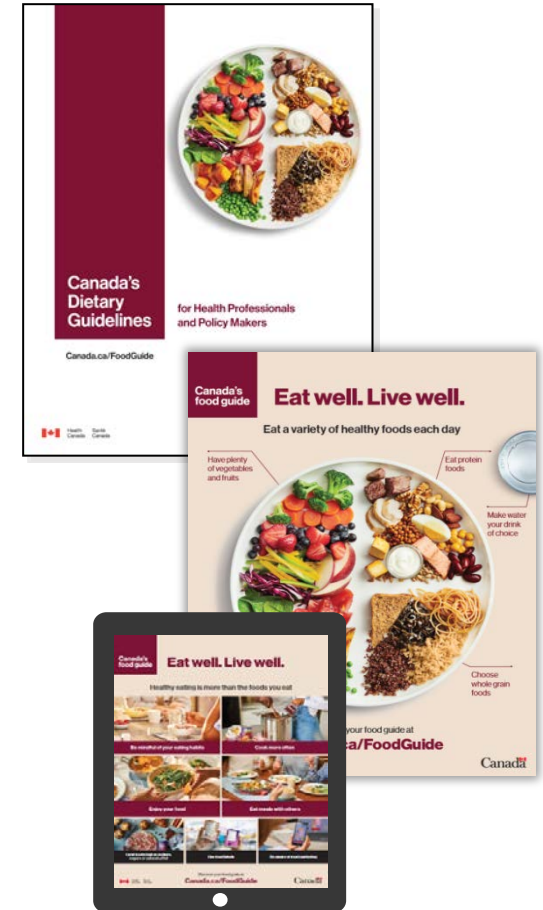 Canada's
Dietary
Guidelines
for Health Professionals
and Policy Makers
Canada.ca/FoodGuide
Health
Canada
Santé
Canada
Canada's
food guide
Eat well. Live well.
Eat a variety of healthy foods each day
Have plenty
of vegetables
and fruits
Eat protein
foods
Make water
your drink
of choice
Choose
whole grain
foods
your food guide at
a/FoodGuide
Canada
Canada's
food guide
Eat well. Live well.
Healthy eating is more than the foods you eat
Be mindful of your eating habits
Cook more often
Enjoy your food
Eat meals with others
Use food labels
Canada.ca/FoodGuide
Canada